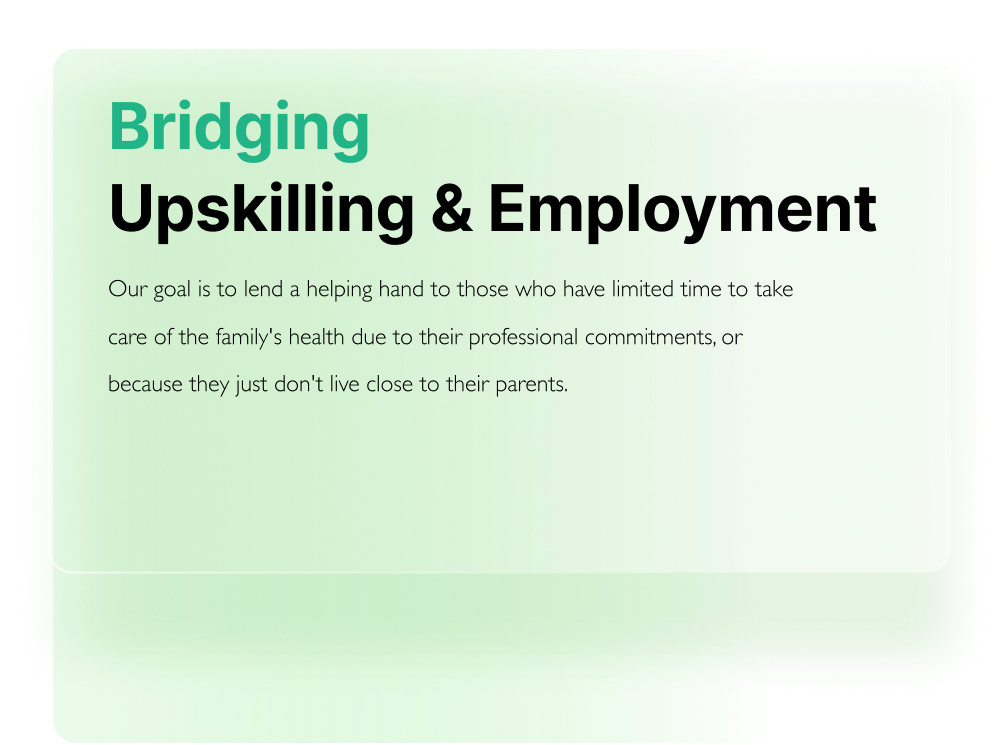 Bridging
Upskilling & Employment
Our goal is to lend a helping hand to those who have limited time to take
care of the family's health due to their professional commitments, or
because they just don't live close to their parents.